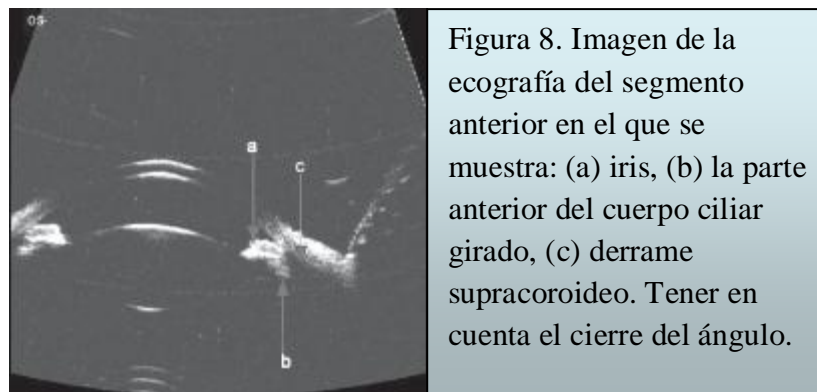 OS
a
c
b
Figura 8. Imagen de la
ecografía del segmento
anterior en el que se
muestra: (a) iris, (b) la parte
anterior del cuerpo ciliar
girado, (c) derrame
supracoroideo. Tener en
cuenta el cierre del ángulo.